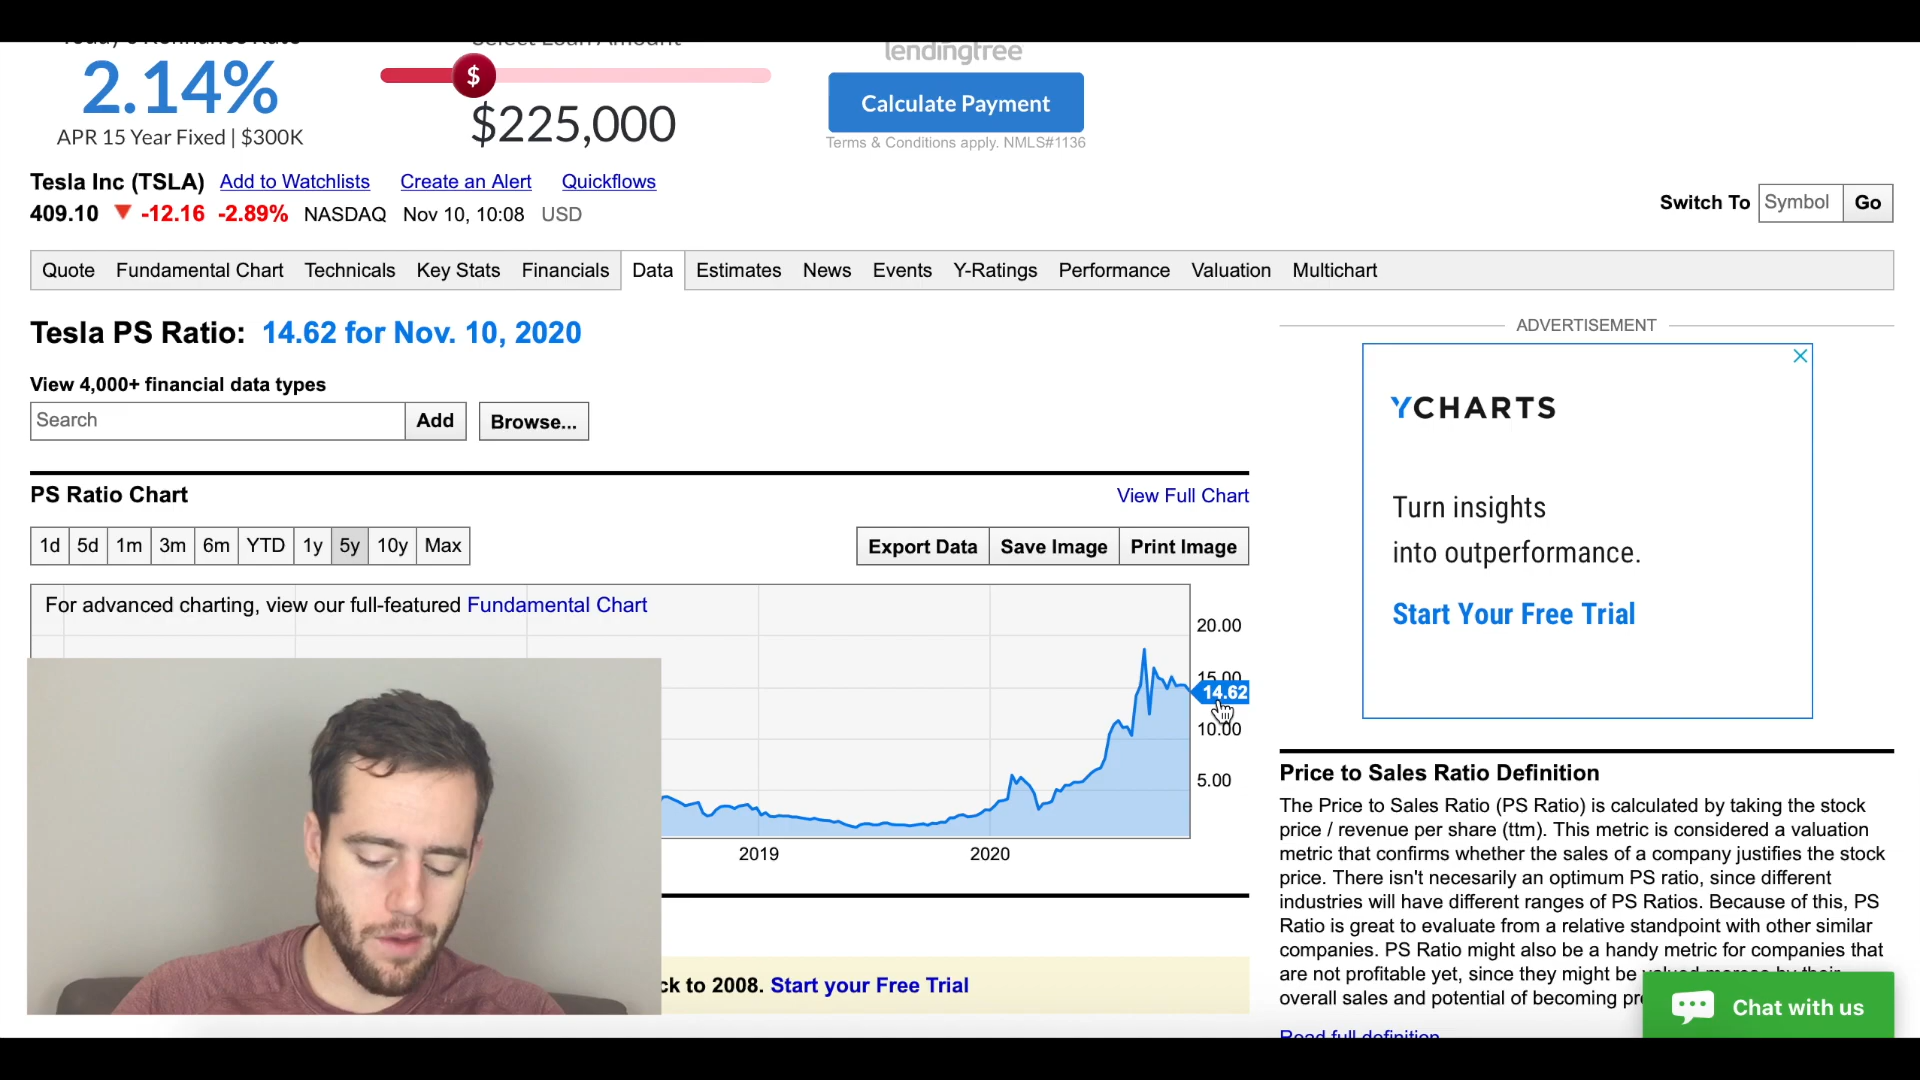 lendingtree
2.14%
$
$225,000
Calculate Payment
APR 15 Year Fixed | $300K
Terms & Conditions apply. NMLS#1136
Tesla Inc (TSLA) Add to Watchlists Create an Alert Quickflows
409.10 ▼ -12.16 -2.89% NASDAQ Nov 10, 10:08 USD
Switch To Symbol Go
Quote Fundamental Chart Technicals Key Stats Financials Data Estimates News Events Y-Ratings Performance Valuation Multichart
Tesla PS Ratio: 14.62 for Nov. 10, 2020
View 4,000+ financial data types
Search Add Browse...
PS Ratio Chart View Full Chart
1d 5d 1m 3m 6m YTD 1y 5y 10y Max Export Data Save Image Print Image
For advanced charting, view our full-featured Fundamental Chart
20.00
15.00
14.62
10.00
5.00
2019 2020
ck to 2008. Start your Free Trial
ADVERTISEMENT
YCHARTS
Turn insights
into outperformance.
Start Your Free Trial
Price to Sales Ratio Definition
The Price to Sales Ratio (PS Ratio) is calculated by taking the stock
price / revenue per share (ttm). This metric is considered a valuation
metric that confirms whether the sales of a company justifies the stock
price. There isn't necesarily an optimum PS ratio, since different
industries will have different ranges of PS Ratios. Because of this, PS
Ratio is great to evaluate from a relative standpoint with other similar
companies. PS Ratio might also be a handy metric for companies that
are not profitable yet, since they might be
overall sales and potential of becoming
Chat with us
Read full definition